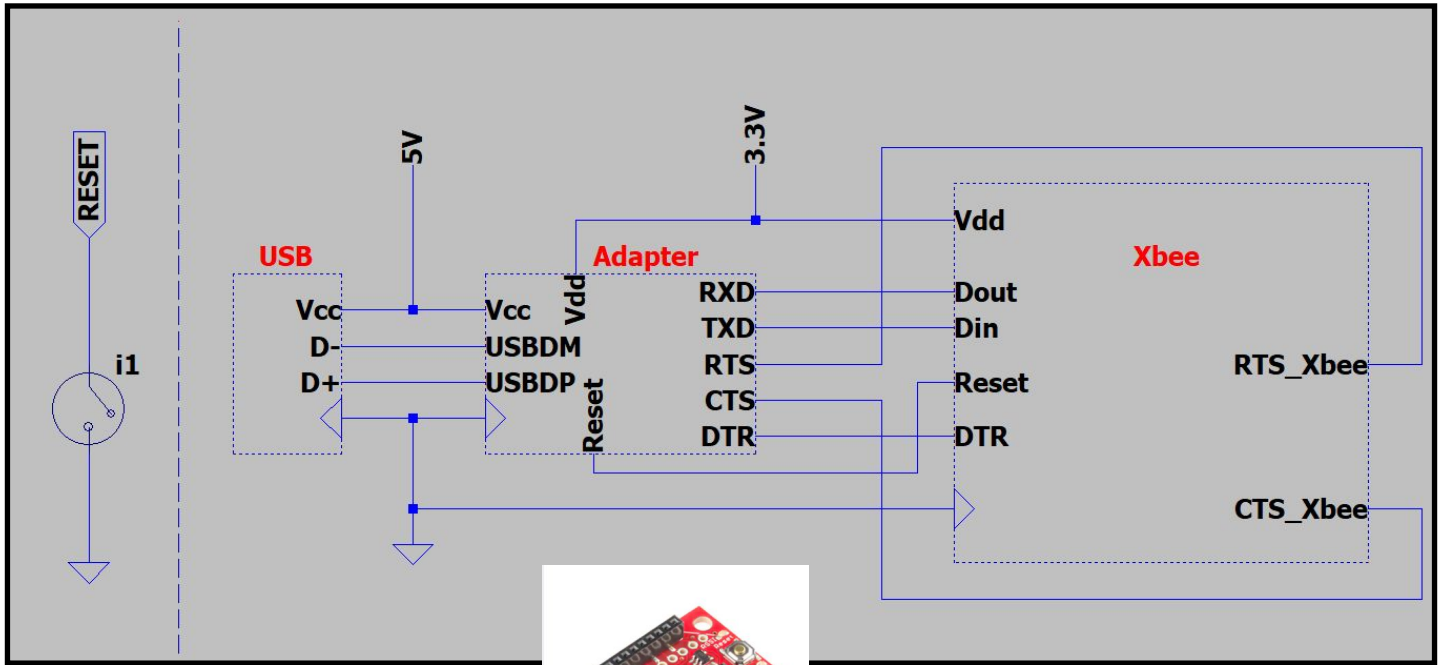 RESET
i1
5V
3.3V
USB
Vcc
D-
D+
Adapter
Vcc
USBDM
USBDP
Vdd
Reset
RXD
TXD
RTS
CTS
DTR
Xbee
Vdd
Dout
Din
Reset
DTR
RTS_Xbee
CTS_Xbee